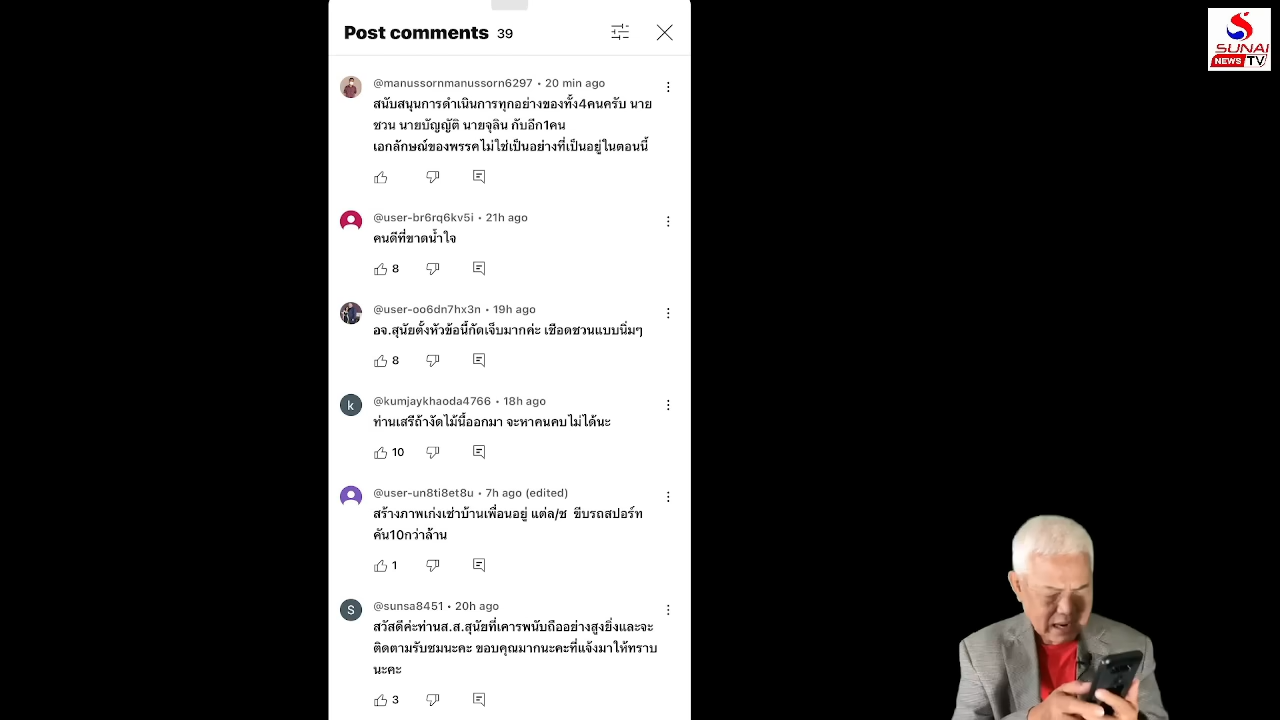 Post comments 39
SUNAI
NEWS TV
@manussornmanussorn6297 • 20 min ago
สนับสนุนการดำเนินการทุกอย่างของทั้ง4คนครับ นาย
ชวน นายบัญญัติ นายจุลิน กับอีก1คน
เอกลักษณ์ของพรรคไม่ใช่เป็นอย่างที่เป็นอยู่ในตอนนี้
@user-br6rq6kv5i • 21h ago
คนดีที่ขาดน้ำใจ
8
@user-oo6dn7hx3n • 19h ago
อจ.สุนัยตั้งหัวข้อนี้กัดเจ็บมากค่ะ เชือดชวนแบบนิ่มๆ
8
k
@kumjaykhaoda4766 • 18h ago
ท่านเสรีถ้างัดไม้นี้ออกมา จะหาคนคบไม่ได้นะ
10
@user-un8ti8et8u • 7h ago (edited)
สร้างภาพเก่งเช่าบ้านเพื่อนอยู่ แต่ล/ช ขีบรถสปอร์ท
คัน10กว่าล้าน
1
S
@sunsa8451 • 20h ago
สวัสดีค่ะท่านส.ส.สุนัยที่เคารพนับถืออย่างสูงยิ่งและจะ
ติดตามรับชมนะคะ ขอบคุณมากนะคะที่แจ้งมาให้ทราบ
นะคะ
3